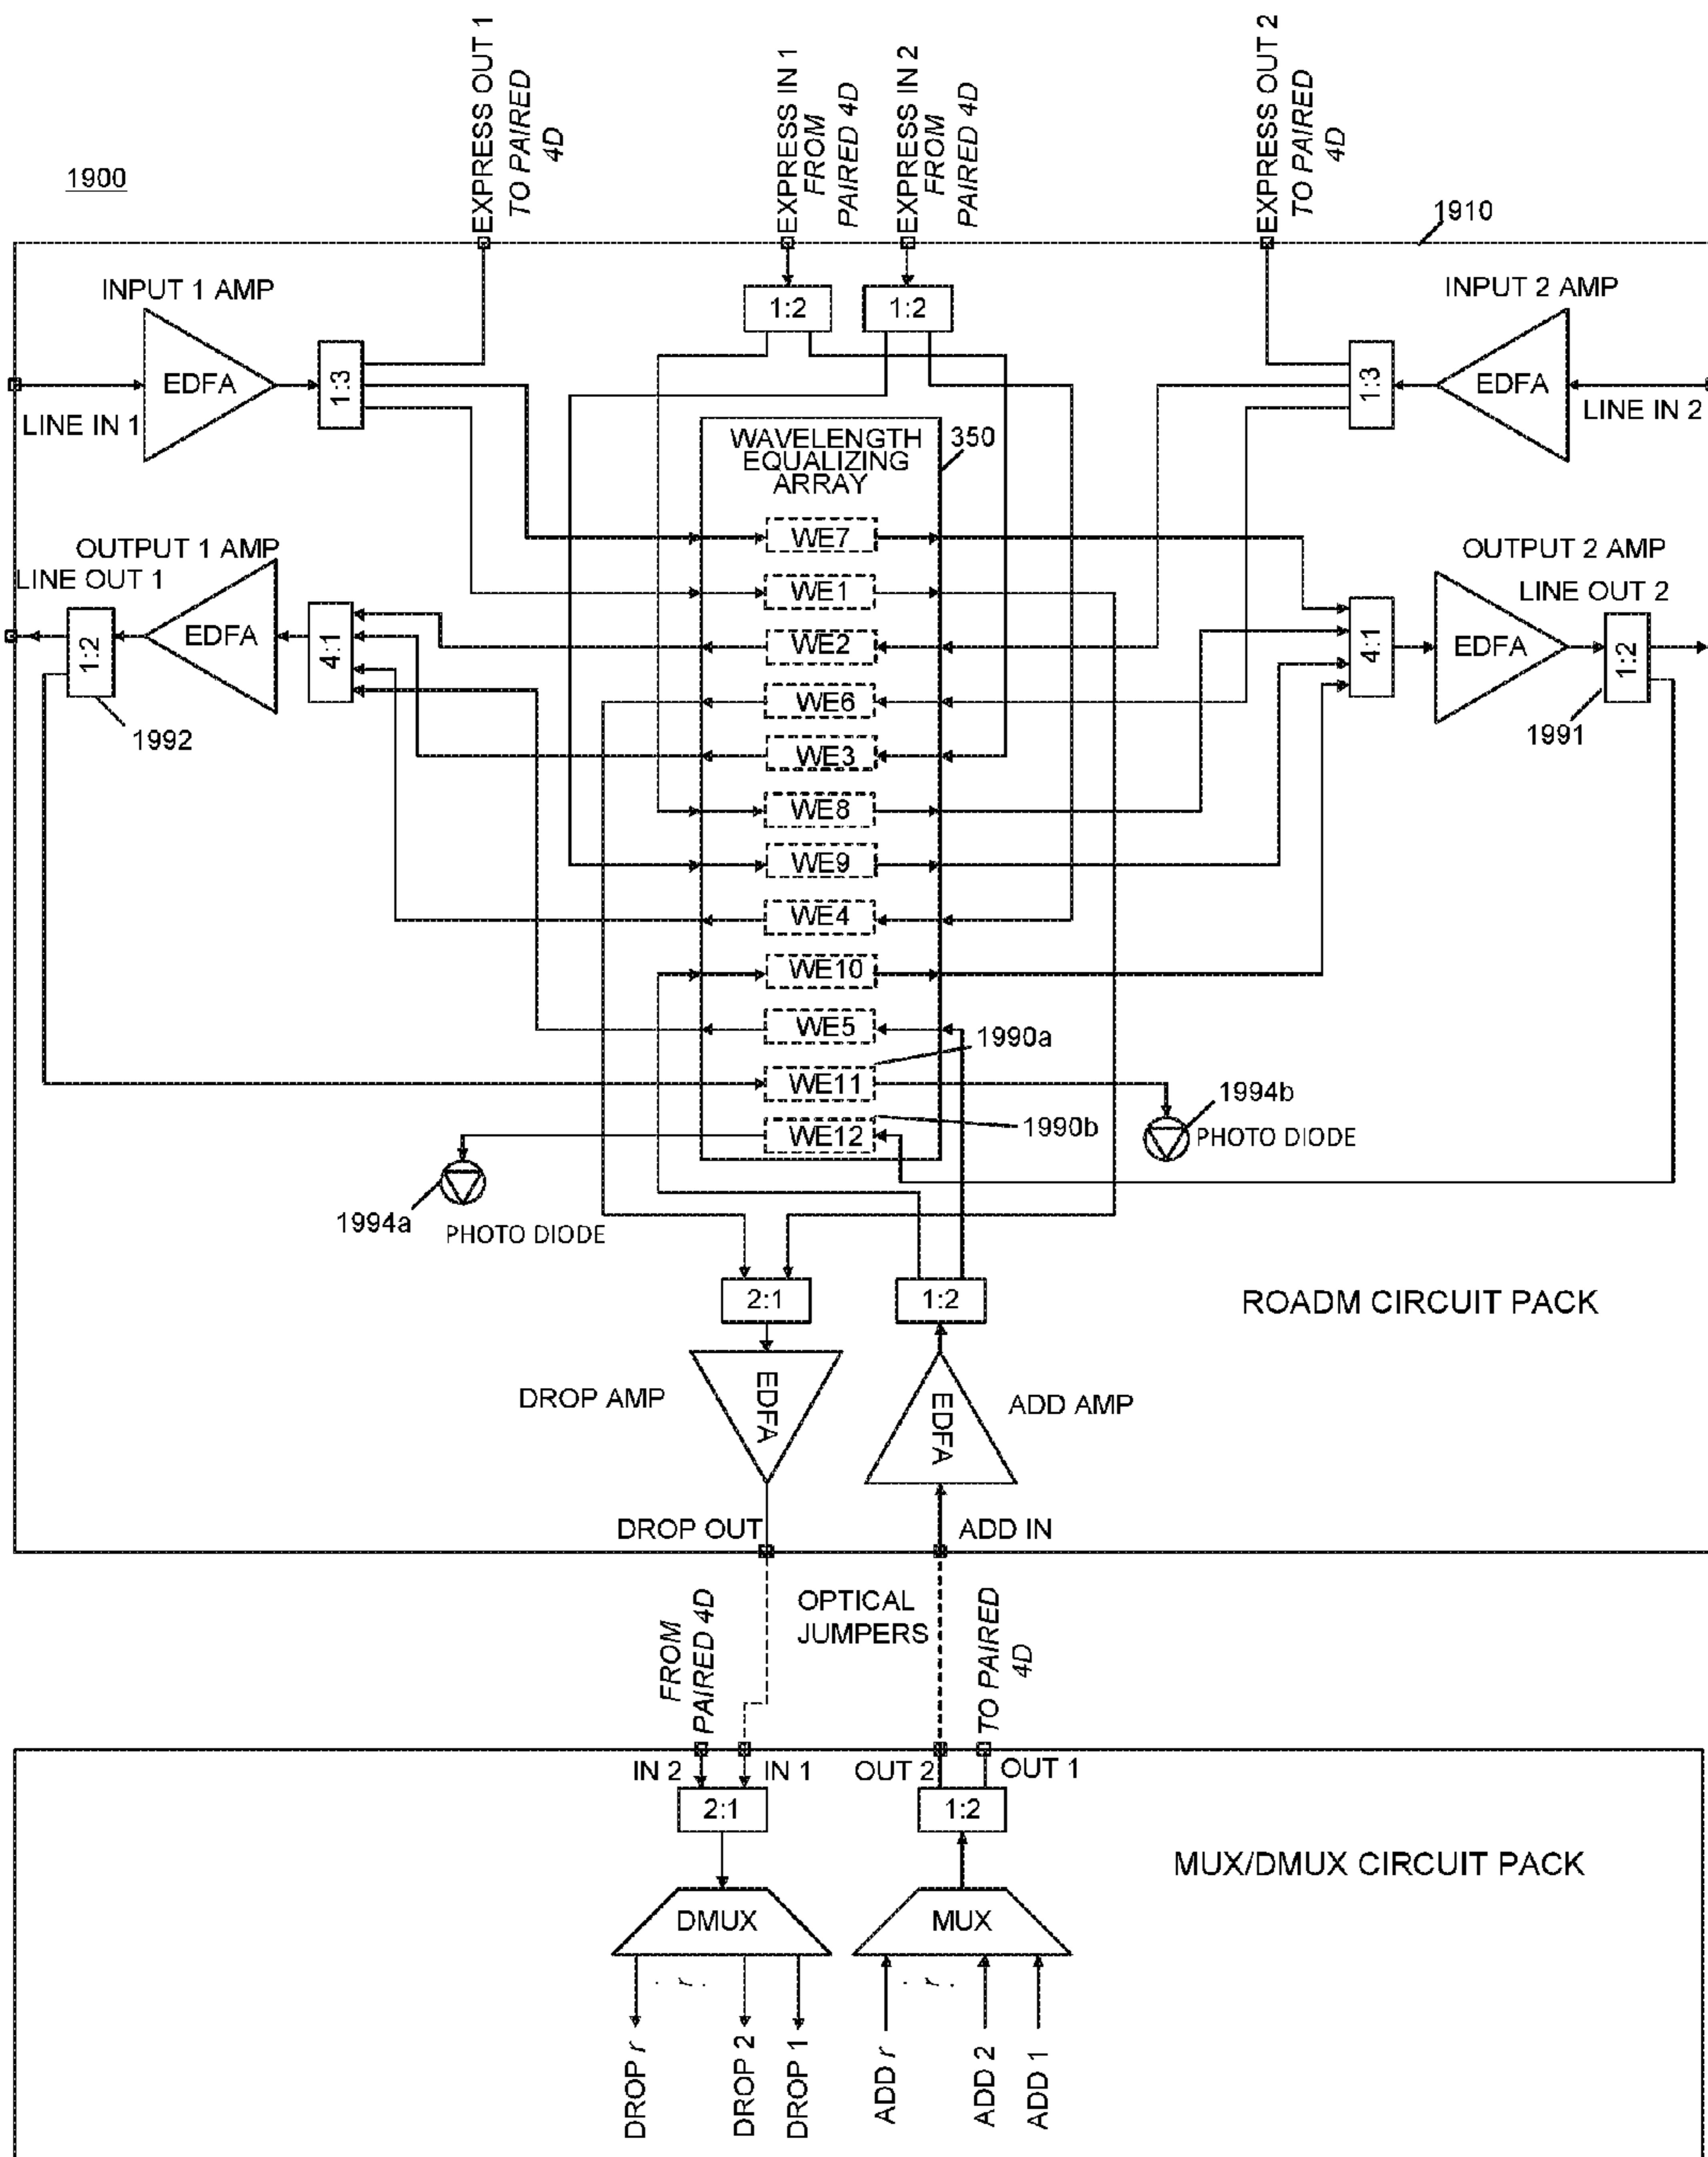 1900
EXPRESS OUT 1
TO PAIRED
4D
EXPRESS IN 1
FROM
PAIRED 4D
EXPRESS IN 2
FROM
PAIRED 4D
EXPRESS OUT 2
TO PAIRED
4D
1910
INPUT 1 AMP
EDFA
LINE IN 1
1:3
1:2
1:2
INPUT 2 AMP
1:3
EDFA
LINE IN 2
WAVELENGTH
EQUALIZING
ARRAY
350
WE7
WE1
WE2
WE6
WE3
WE8
WE9
WE4
WE10
WE5
WE11
WE12
OUTPUT 1 AMP
LINE OUT 1
1:2
EDFA
4:1
1992
OUTPUT 2 AMP
LINE OUT 2
4:1
EDFA
1:2
1991
1990a
1990b
1994b
PHOTO DIODE
1994a
PHOTO DIODE
2:1
1:2
ROADM CIRCUIT PACK
DROP AMP
EDFA
EDFA
ADD AMP
DROP OUT
ADD IN
OPTICAL
JUMPERS
FROM
PAIRED 4D
TO PAIRED
4D
IN 2
IN 1
OUT 2
OUT 1
2:1
1:2
MUX/DMUX CIRCUIT PACK
DMUX
MUX
r
r
DROP r
DROP 2
DROP 1
ADD r
ADD 2
ADD 1